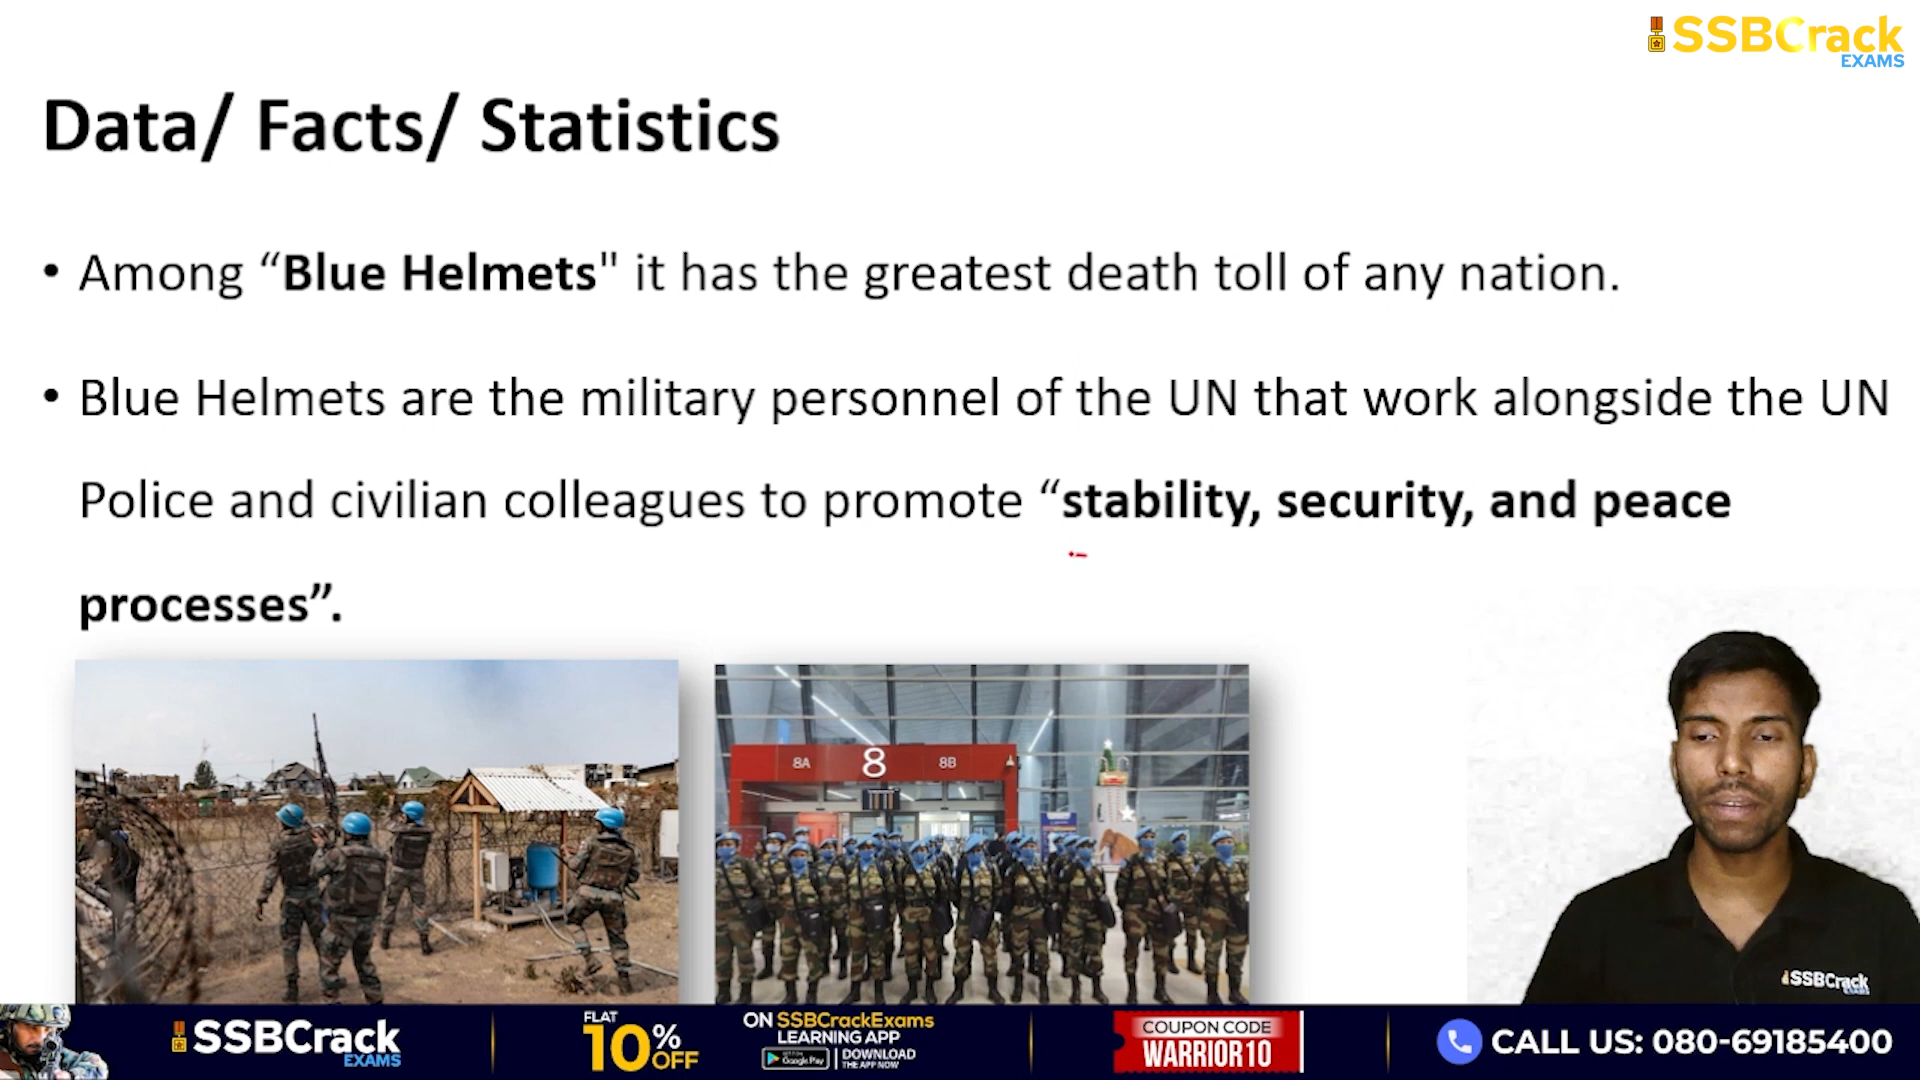 SSBCrack
EXAMS
Data/ Facts/ Statistics
• Among “Blue Helmets" it has the greatest death toll of any nation.
• Blue Helmets are the military personnel of the UN that work alongside the UN
Police and civilian colleagues to promote “stability, security, and peace
processes”.
8A 8 8B
SSBCrack
EXAMS
SSBCrack
EXAMS
FLAT
10% OFF
ON SSBCrackExams
LEARNING APP
Google Play
DOWNLOAD
THE APP NOW
COUPON CODE
WARRIOR10
CALL US: 080-69185400